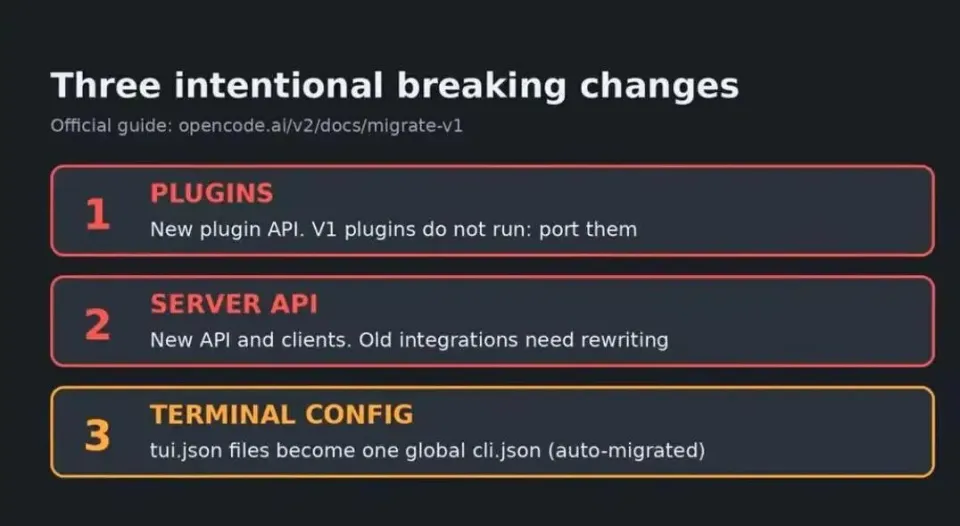 Three intentional breaking changes
Official guide: opencode.ai/v2/docs/migrate-v1
1
PLUGINS
New plugin API. V1 plugins do not run: port them
2
SERVER API
New API and clients. Old integrations need rewriting
3
TERMINAL CONFIG
tui.json files become one global cli.json (auto-migrated)